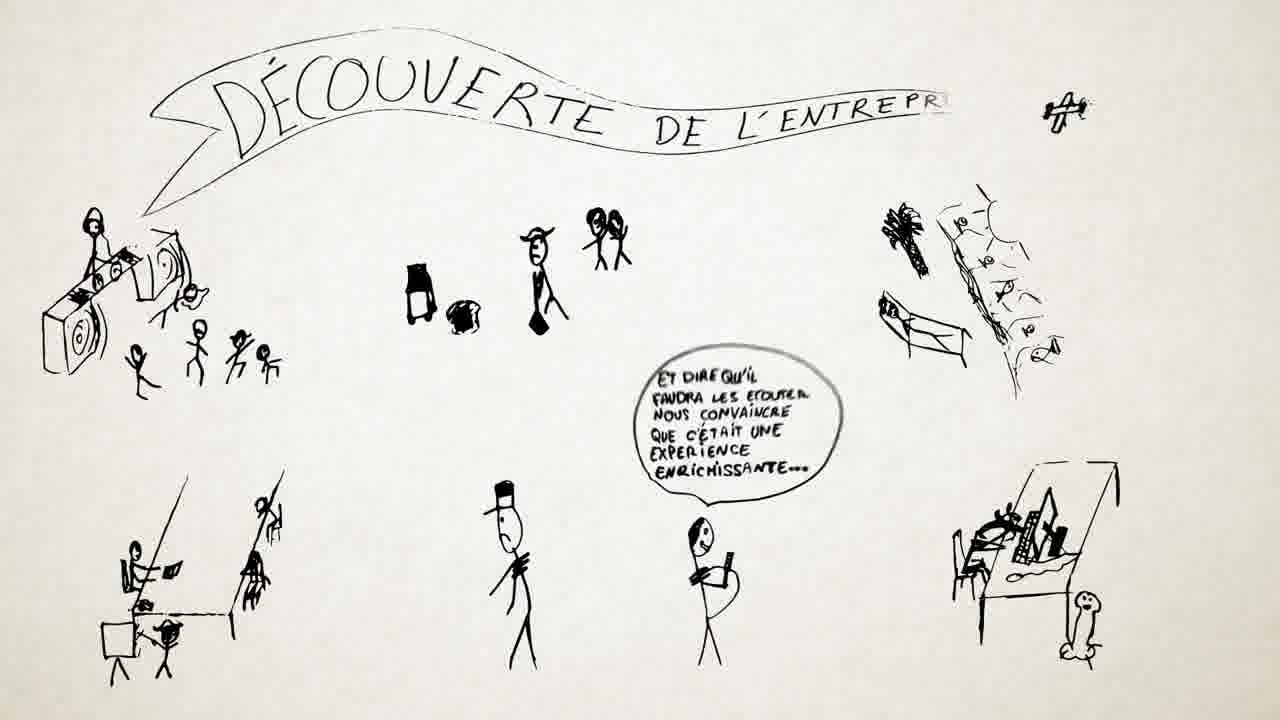 DÉCOUVERTE DE L'ENTREPR
ET DIRE QU'IL
FAUDRA LES ECOUTER
NOUS CONVAINCRE
QUE C'ÉTAIT UNE
EXPERIENCE
ENRICHISSANTE...